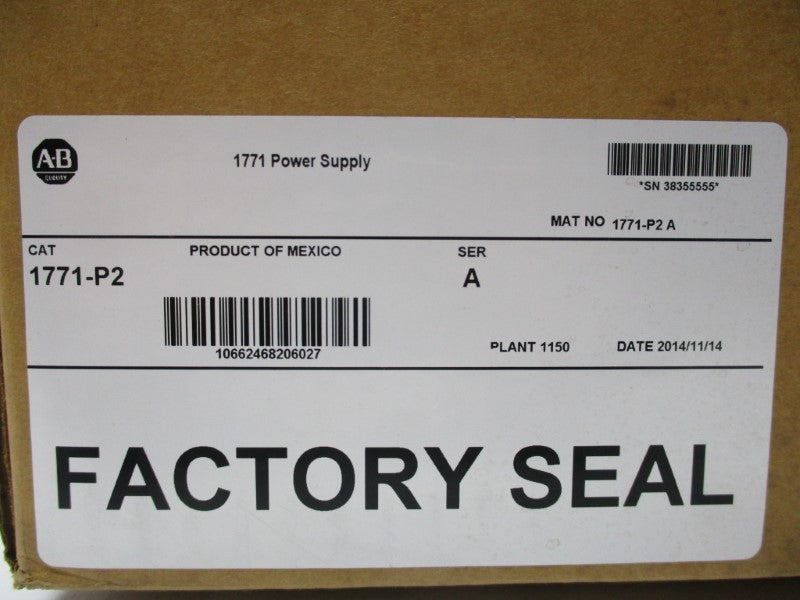 A-B
QUALITY
1771 Power Supply
*SN 38355555*
MAT NO 1771-P2 A
CAT
PRODUCT OF MEXICO
SER
1771-P2
A
10662468206027
PLANT 1150
DATE 2014/11/14
FACTORY SEAL